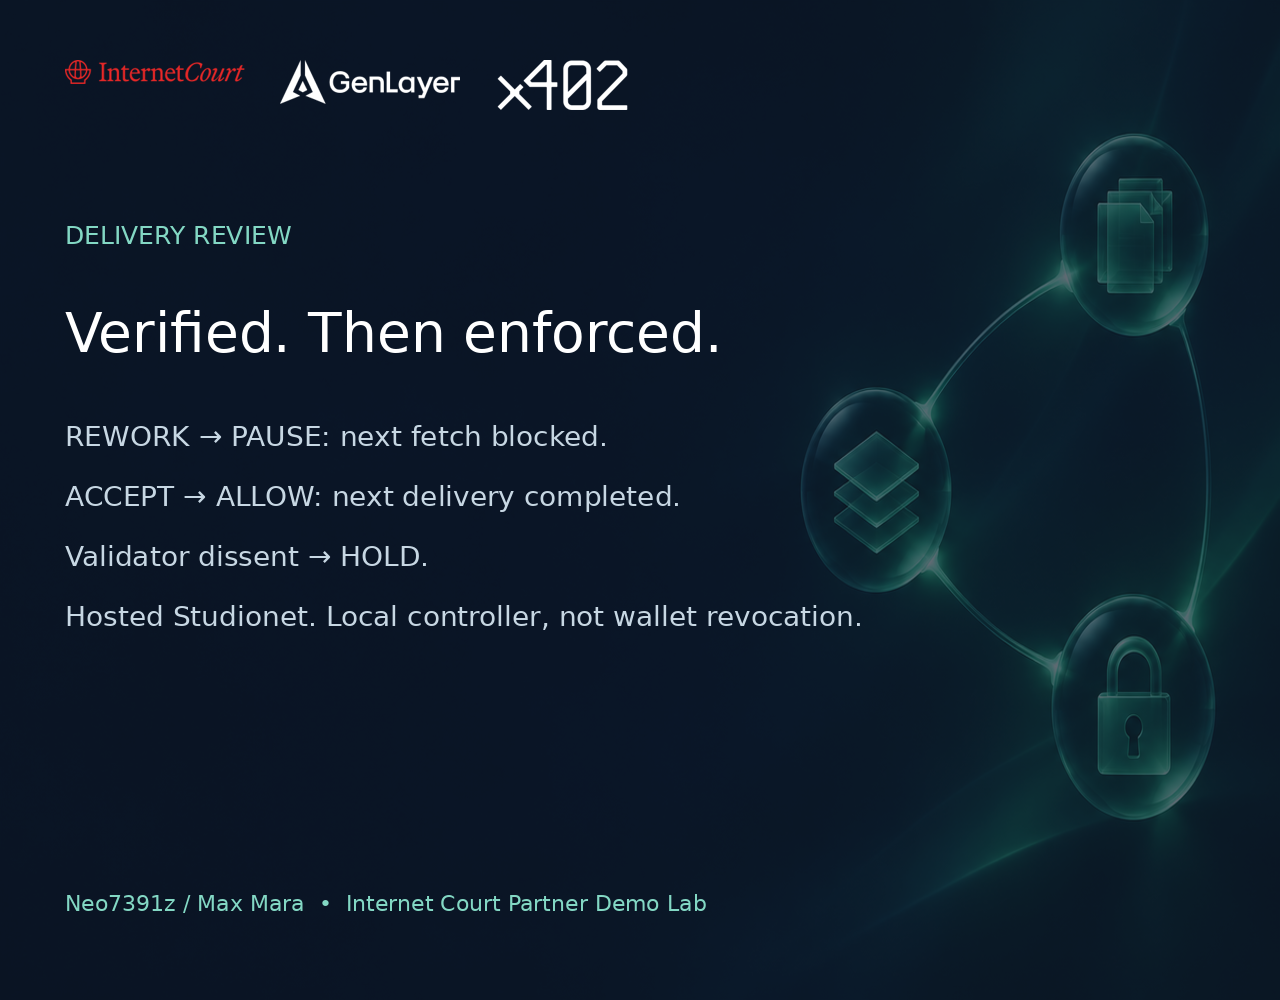 InternetCourt
GenLayer
x402
DELIVERY REVIEW
Verified. Then enforced.
REWORK → PAUSE: next fetch blocked.
ACCEPT → ALLOW: next delivery completed.
Validator dissent → HOLD.
Hosted Studionet. Local controller, not wallet revocation.
Neo7391z / Max Mara • Internet Court Partner Demo Lab